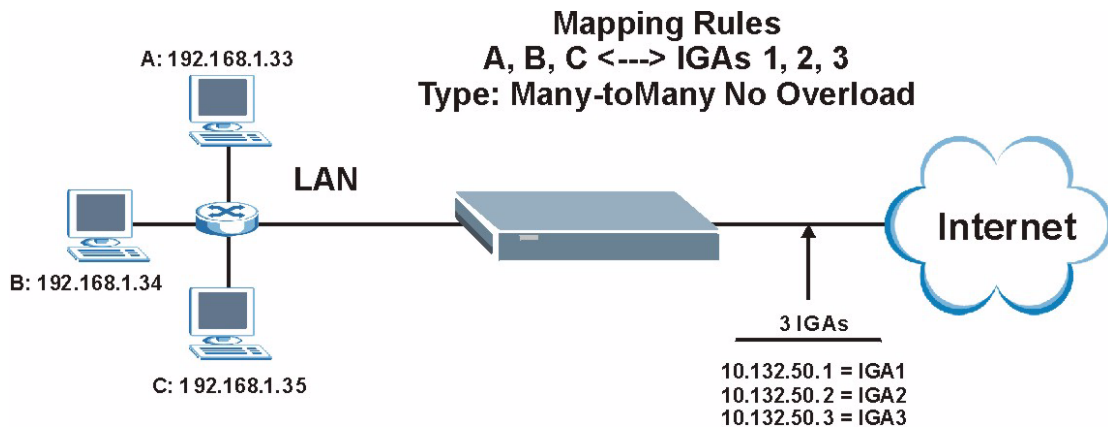 Mapping Rules
A, B, C <---> IGAs 1, 2, 3
Type: Many-toMany No Overload
A: 192.168.1.33
LAN
B: 192.168.1.34
C: 192.168.1.35
Internet
3 IGAs
10.132.50.1 = IGA1
10.132.50.2 = IGA2
10.132.50.3 = IGA3